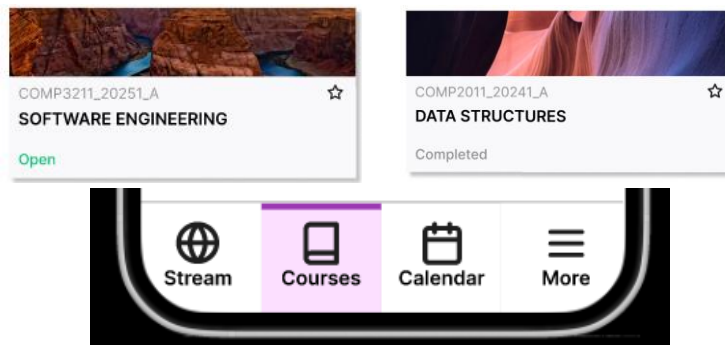 COMP3211_20251_A
SOFTWARE ENGINEERING
Open
COMP2011_20241_A
DATA STRUCTURES
Completed
Stream
Courses
Calendar
More